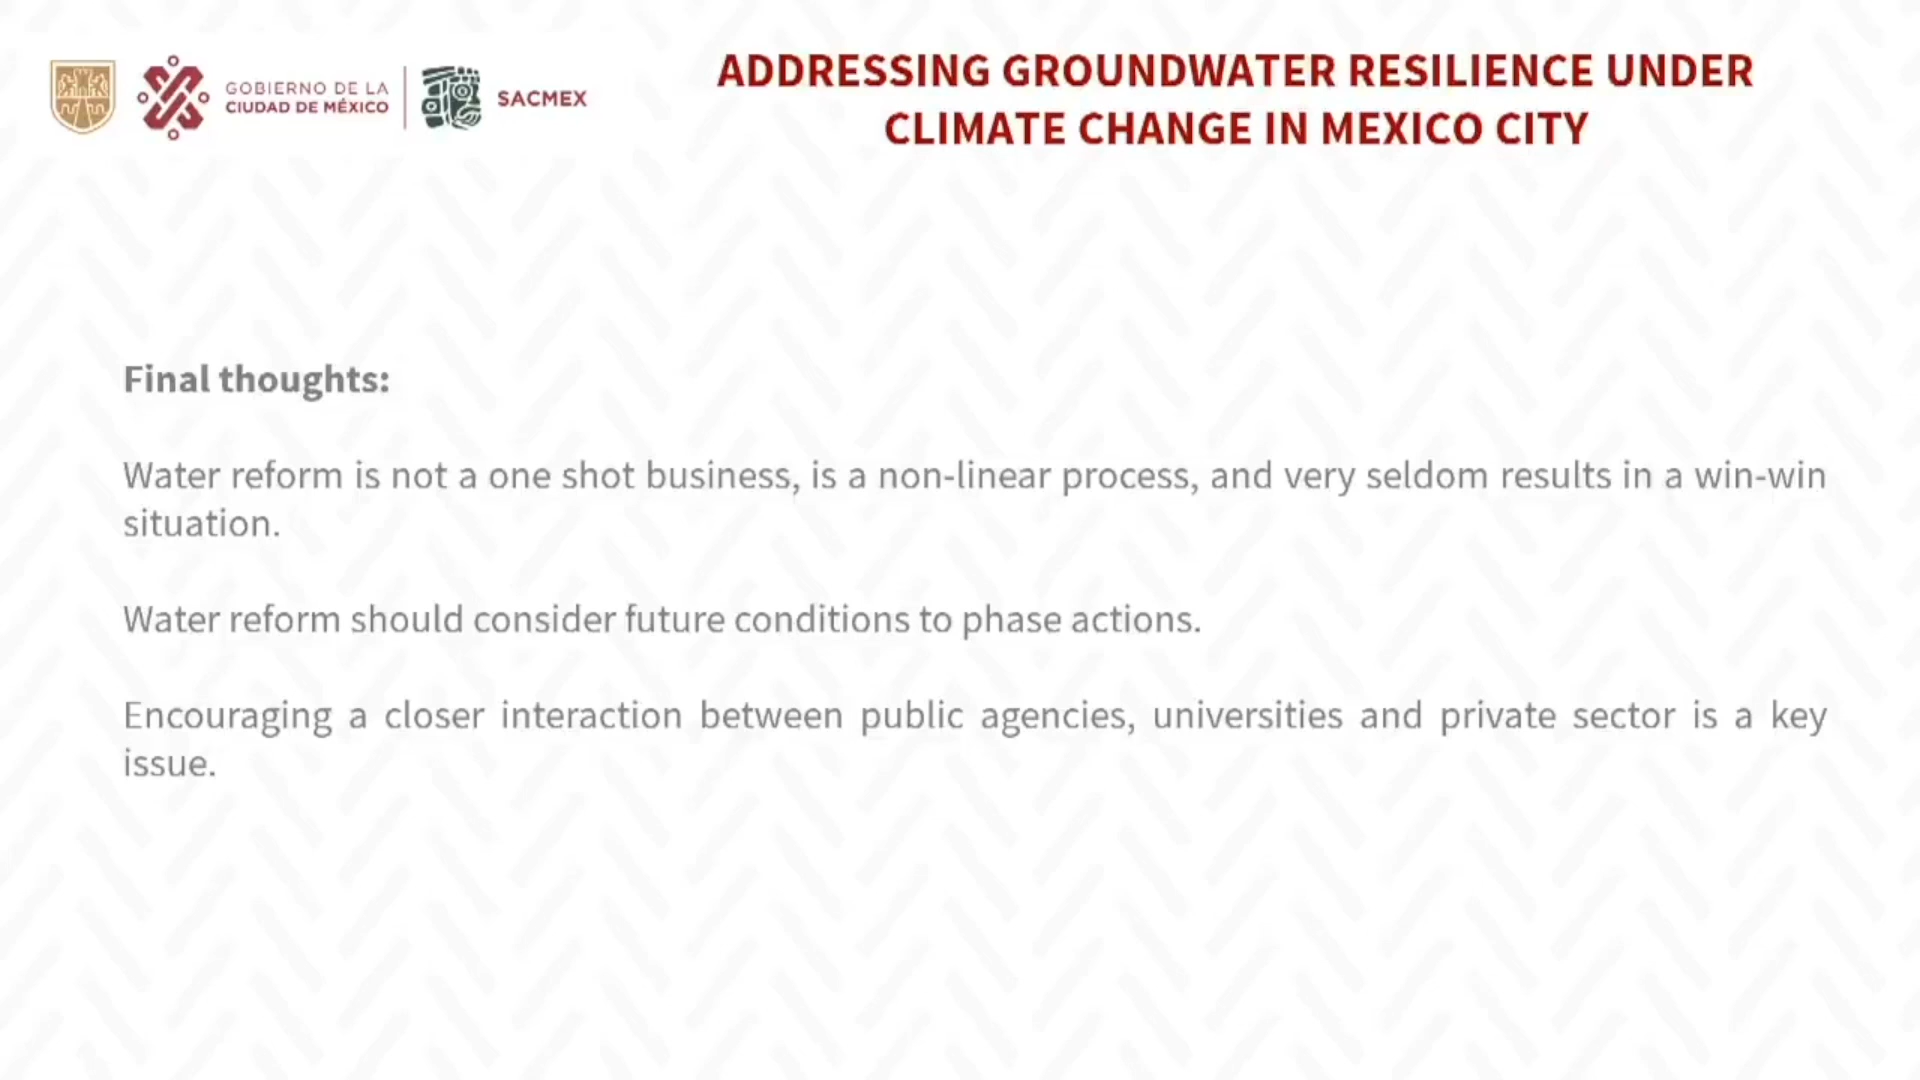 GOBIERNO DE LA
CIUDAD DE MÉXICO
SACMEX
ADDRESSING GROUNDWATER RESILIENCE UNDER
CLIMATE CHANGE IN MEXICO CITY
Final thoughts:
Water reform is not a one shot business, is a non-linear process, and very seldom results in a win-win
situation.
Water reform should consider future conditions to phase actions.
Encouraging a closer interaction between public agencies, universities and private sector is a key
issue.